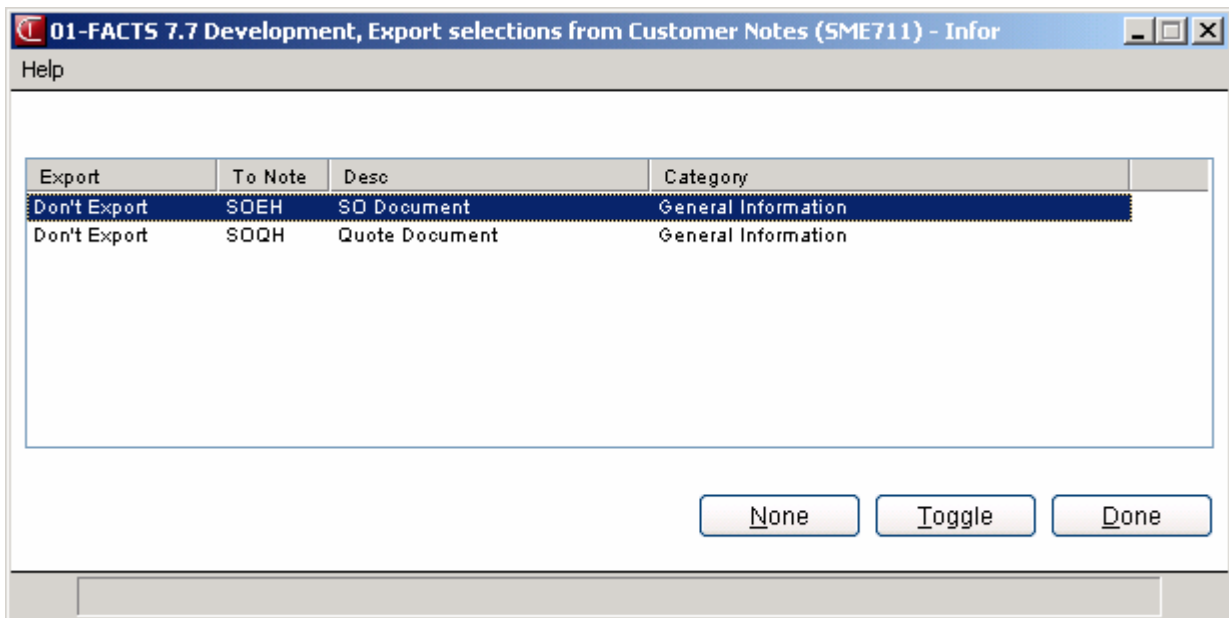 01-FACTS 7.7 Development, Export selections from Customer Notes (SME711) - Infor
Help
Export To Note Desc Category
Don't Export SOEH SO Document General Information
Don't Export SOQH Quote Document General Information
None Toggle Done